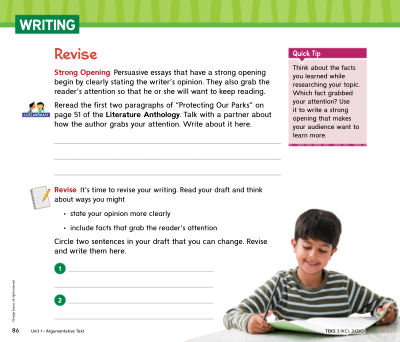 WRITING
Revise
Strong Opening Persuasive essays that have a strong opening
begin by clearly stating the writer's opinion. They also grab the
reader's attention so that he or she will want to keep reading.
Reread the first two paragraphs of "Protecting Our Parks" on
page 51 of the Literature Anthology. Talk with a partner about
how the author grabs your attention. Write about it here.
Quick Tip
Think about the facts
you learned while
researching your topic.
Which fact grabbed
your attention? Use
it to write a strong
opening that makes
your audience want to
learn more.
Revise It's time to revise your writing. Read your draft and think
about ways you might
• state your opinion more clearly
• include facts that grab the reader's attention
Circle two sentences in your draft that you can change. Revise
and write them here.
1
2
86 Unit 1 • Argumentative Text